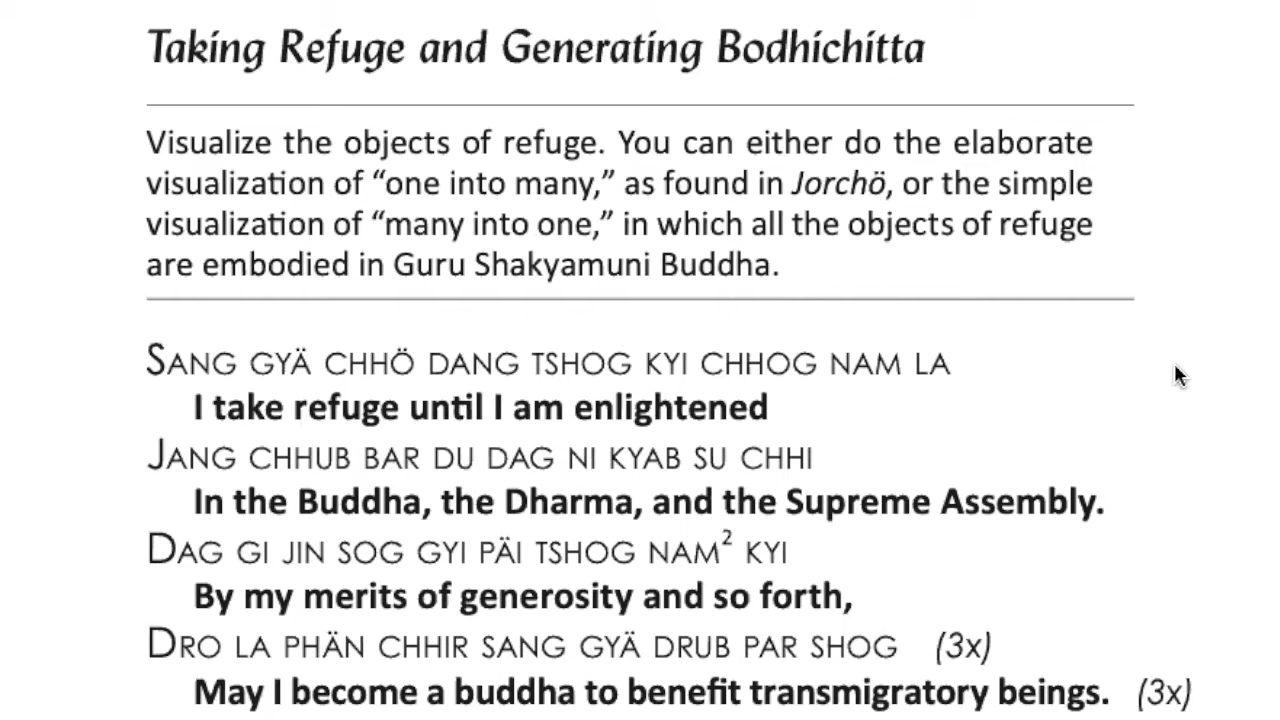 Taking Refuge and Generating Bodhichitta
Visualize the objects of refuge. You can either do the elaborate
visualization of “one into many,” as found in Jorchö, or the simple
visualization of “many into one,” in which all the objects of refuge
are embodied in Guru Shakyamuni Buddha.
SANG GYÄ CHHÖ DANG TSHOG KYI CHHOG NAM LA
I take refuge until I am enlightened
JANG CHHUB BAR DU DAG NI KYAB SU CHHI
In the Buddha, the Dharma, and the Supreme Assembly.
DAG GI JIN SOG GYI PÄI TSHOG NAM² KYI
By my merits of generosity and so forth,
DRO LA PHÄN CHHIR SANG GYÄ DRUB PAR SHOG (3x)
May I become a buddha to benefit transmigratory beings. (3x)